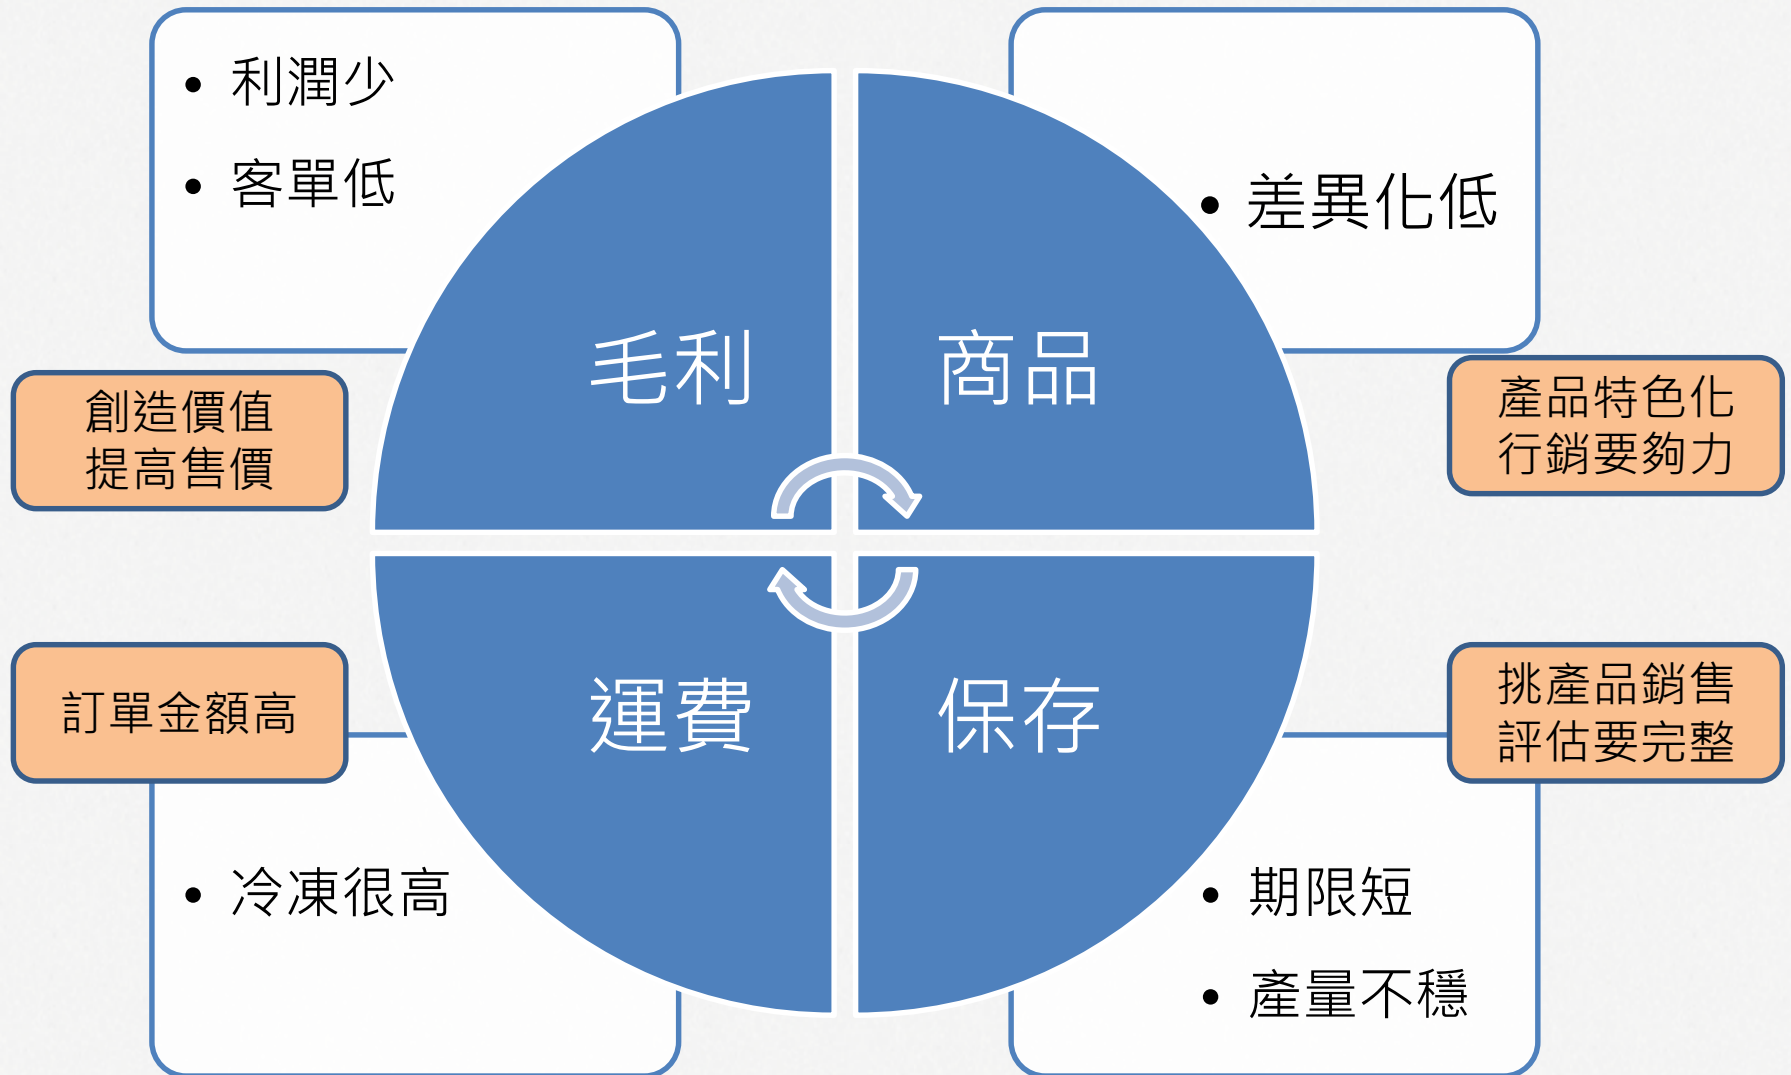 利潤少
客單低
差異化低
毛利
商品
創造價值
提高售價
產品特色化
行銷要夠力
運費
保存
訂單金額高
挑產品銷售
評估要完整
冷凍很高
期限短
產量不穩